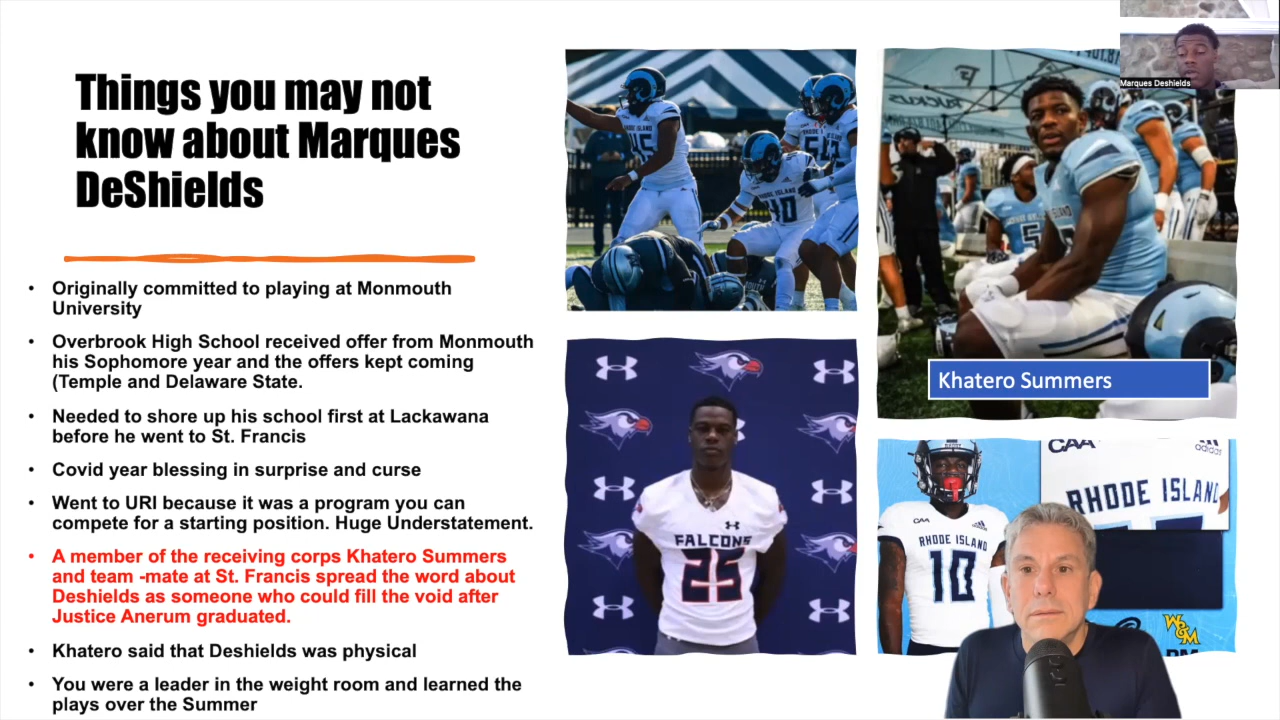 Things you may not
know about Marques
DeShields
• Originally committed to playing at Monmouth
University
• Overbrook High School received offer from Monmouth
his Sophomore year and the offers kept coming
(Temple and Delaware State.
• Needed to shore up his school first at Lackawana
before he went to St. Francis
• Covid year blessing in surprise and curse
• Went to URI because it was a program you can
compete for a starting position. Huge Understatement.
• A member of the receiving corps Khatero Summers
and team -mate at St. Francis spread the word about
Deshields as someone who could fill the void after
Justice Anerum graduated.
• Khatero said that Deshields was physical
• You were a leader in the weight room and learned the
plays over the Summer
RHODE ISLAND
10
FALCONS
25
Marques Deshields
Khatero Summers
CAA
adidas
RHODE ISLAND
CAA
RHODE ISLAND
10
W&M